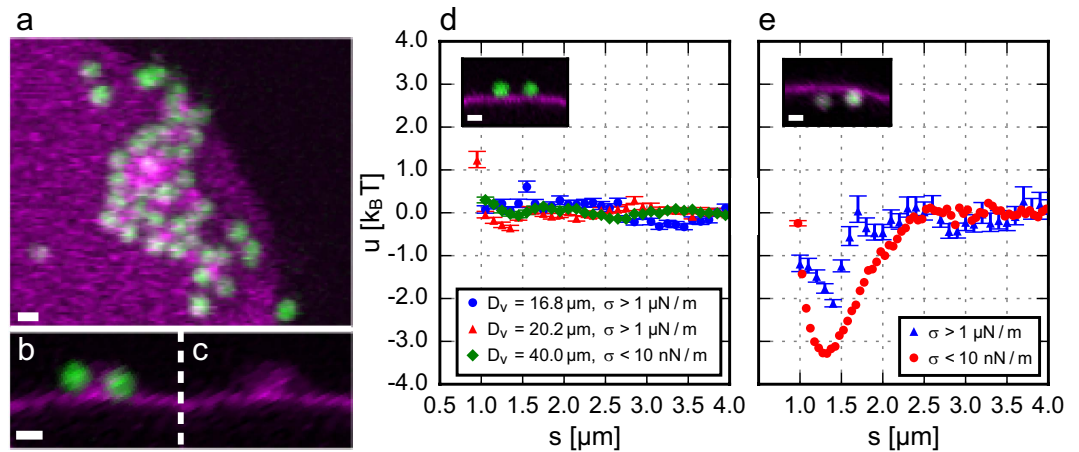 a
b
c
d
4.0
3.0
2.0
1.0
0.0
-1.0
-2.0
-3.0
-4.0
u [k_B T]
D_v = 16.8 µm, σ > 1 µN / m
D_v = 20.2 µm, σ > 1 µN / m
D_v = 40.0 µm, σ < 10 nN / m
0.5 1.0 1.5 2.0 2.5 3.0 3.5 4.0
s [µm]
e
σ > 1 µN / m
σ < 10 nN / m
1.0 1.5 2.0 2.5 3.0 3.5 4.0
s [µm]